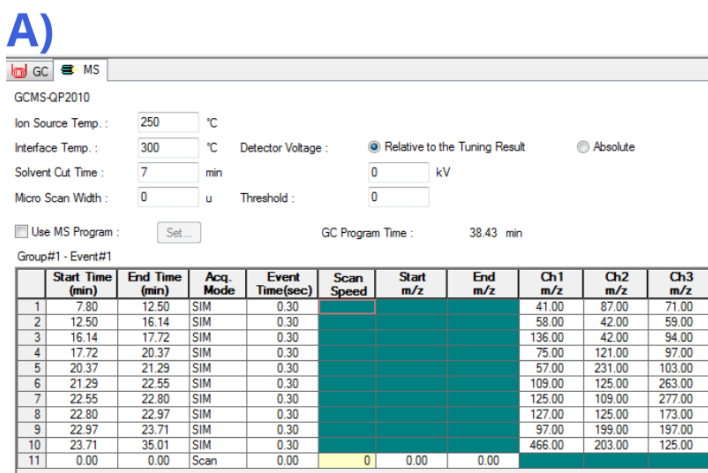 A)
GC MS
GCMS-QP2010
Ion Source Temp. : 250 °C
Interface Temp. : 300 °C Detector Voltage : Relative to the Tuning Result Absolute
Solvent Cut Time : 7 min 0 kV
Micro Scan Width : 0 u Threshold : 0
Use MS Program : Set... GC Program Time : 38.43 min
Group#1 - Event#1
Start Time (min) End Time (min) Acq. Mode Event Time(sec) Scan Speed Start m/z End m/z Ch1 m/z Ch2 m/z Ch3 m/z
1 7.80 12.50 SIM 0.30 41.00 87.00 71.00
2 12.50 16.14 SIM 0.30 58.00 42.00 59.00
3 16.14 17.72 SIM 0.30 136.00 42.00 94.00
4 17.72 20.37 SIM 0.30 75.00 121.00 97.00
5 20.37 21.29 SIM 0.30 57.00 231.00 103.00
6 21.29 22.55 SIM 0.30 109.00 125.00 263.00
7 22.55 22.80 SIM 0.30 125.00 109.00 277.00
8 22.80 22.97 SIM 0.30 127.00 125.00 173.00
9 22.97 23.71 SIM 0.30 97.00 199.00 197.00
10 23.71 35.01 SIM 0.30 466.00 203.00 125.00
11 0.00 0.00 Scan 0.00 0 0.00 0.00